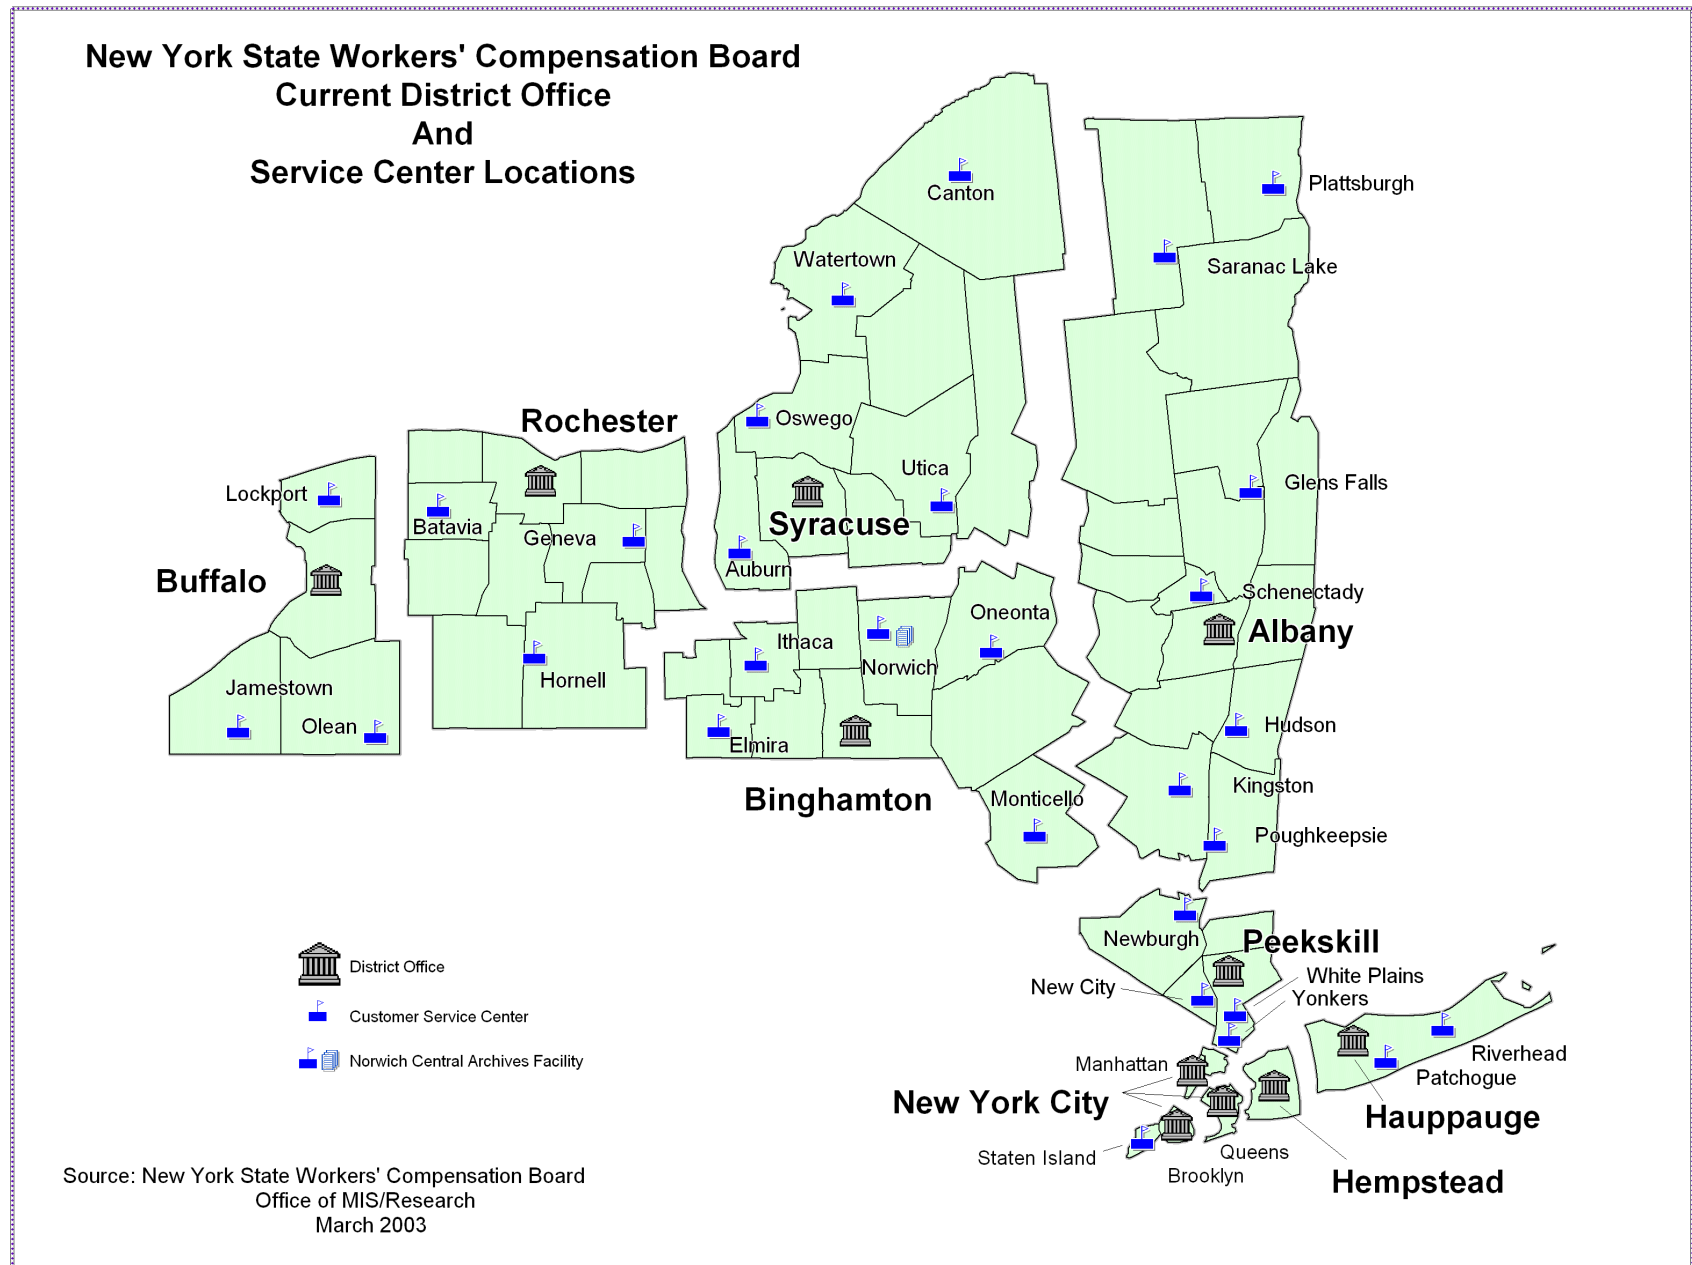 New York State Workers' Compensation Board
Current District Office
And
Service Center Locations
Canton
Plattsburgh
Watertown
Saranac Lake
Oswego
Rochester
Utica
Glens Falls
Lockport
Batavia
Syracuse
Geneva
Auburn
Buffalo
Schenectady
Oneonta
Albany
Ithaca
Norwich
Hornell
Jamestown
Olean
Hudson
Elmira
Kingston
Binghamton
Monticello
Poughkeepsie
Newburgh
Peekskill
District Office
White Plains
New City
Yonkers
Customer Service Center
Riverhead
Norwich Central Archives Facility
Manhattan
Patchogue
New York City
Hauppauge
Queens
Staten Island
Brooklyn
Hempstead
Source: New York State Workers' Compensation Board
Office of MIS/Research
March 2003